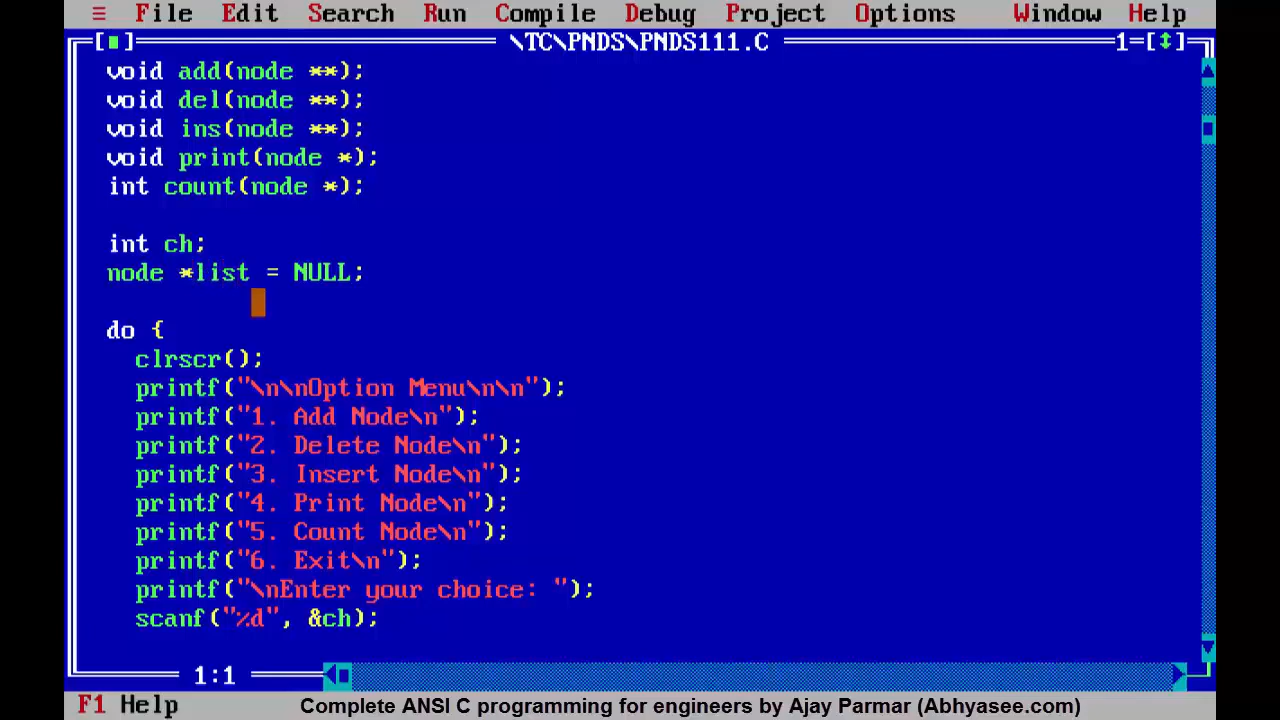 ≡ File Edit Search Run Compile Debug Project Options Window Help
[■] \TC\PNDS\PNDS111.C 1=[↕]
void add(node **);
void del(node **);
void ins(node **);
void print(node *);
int count(node *);
int ch;
node *list = NULL;
do {
clrscr();
printf("\n\nOption Menu\n\n");
printf("1. Add Node\n");
printf("2. Delete Node\n");
printf("3. Insert Node\n");
printf("4. Print Node\n");
printf("5. Count Node\n");
printf("6. Exit\n");
printf("\nEnter your choice: ");
scanf("%d", &ch);
1:1
F1 Help Complete ANSI C programming for engineers by Ajay Parmar (Abhyasee.com)